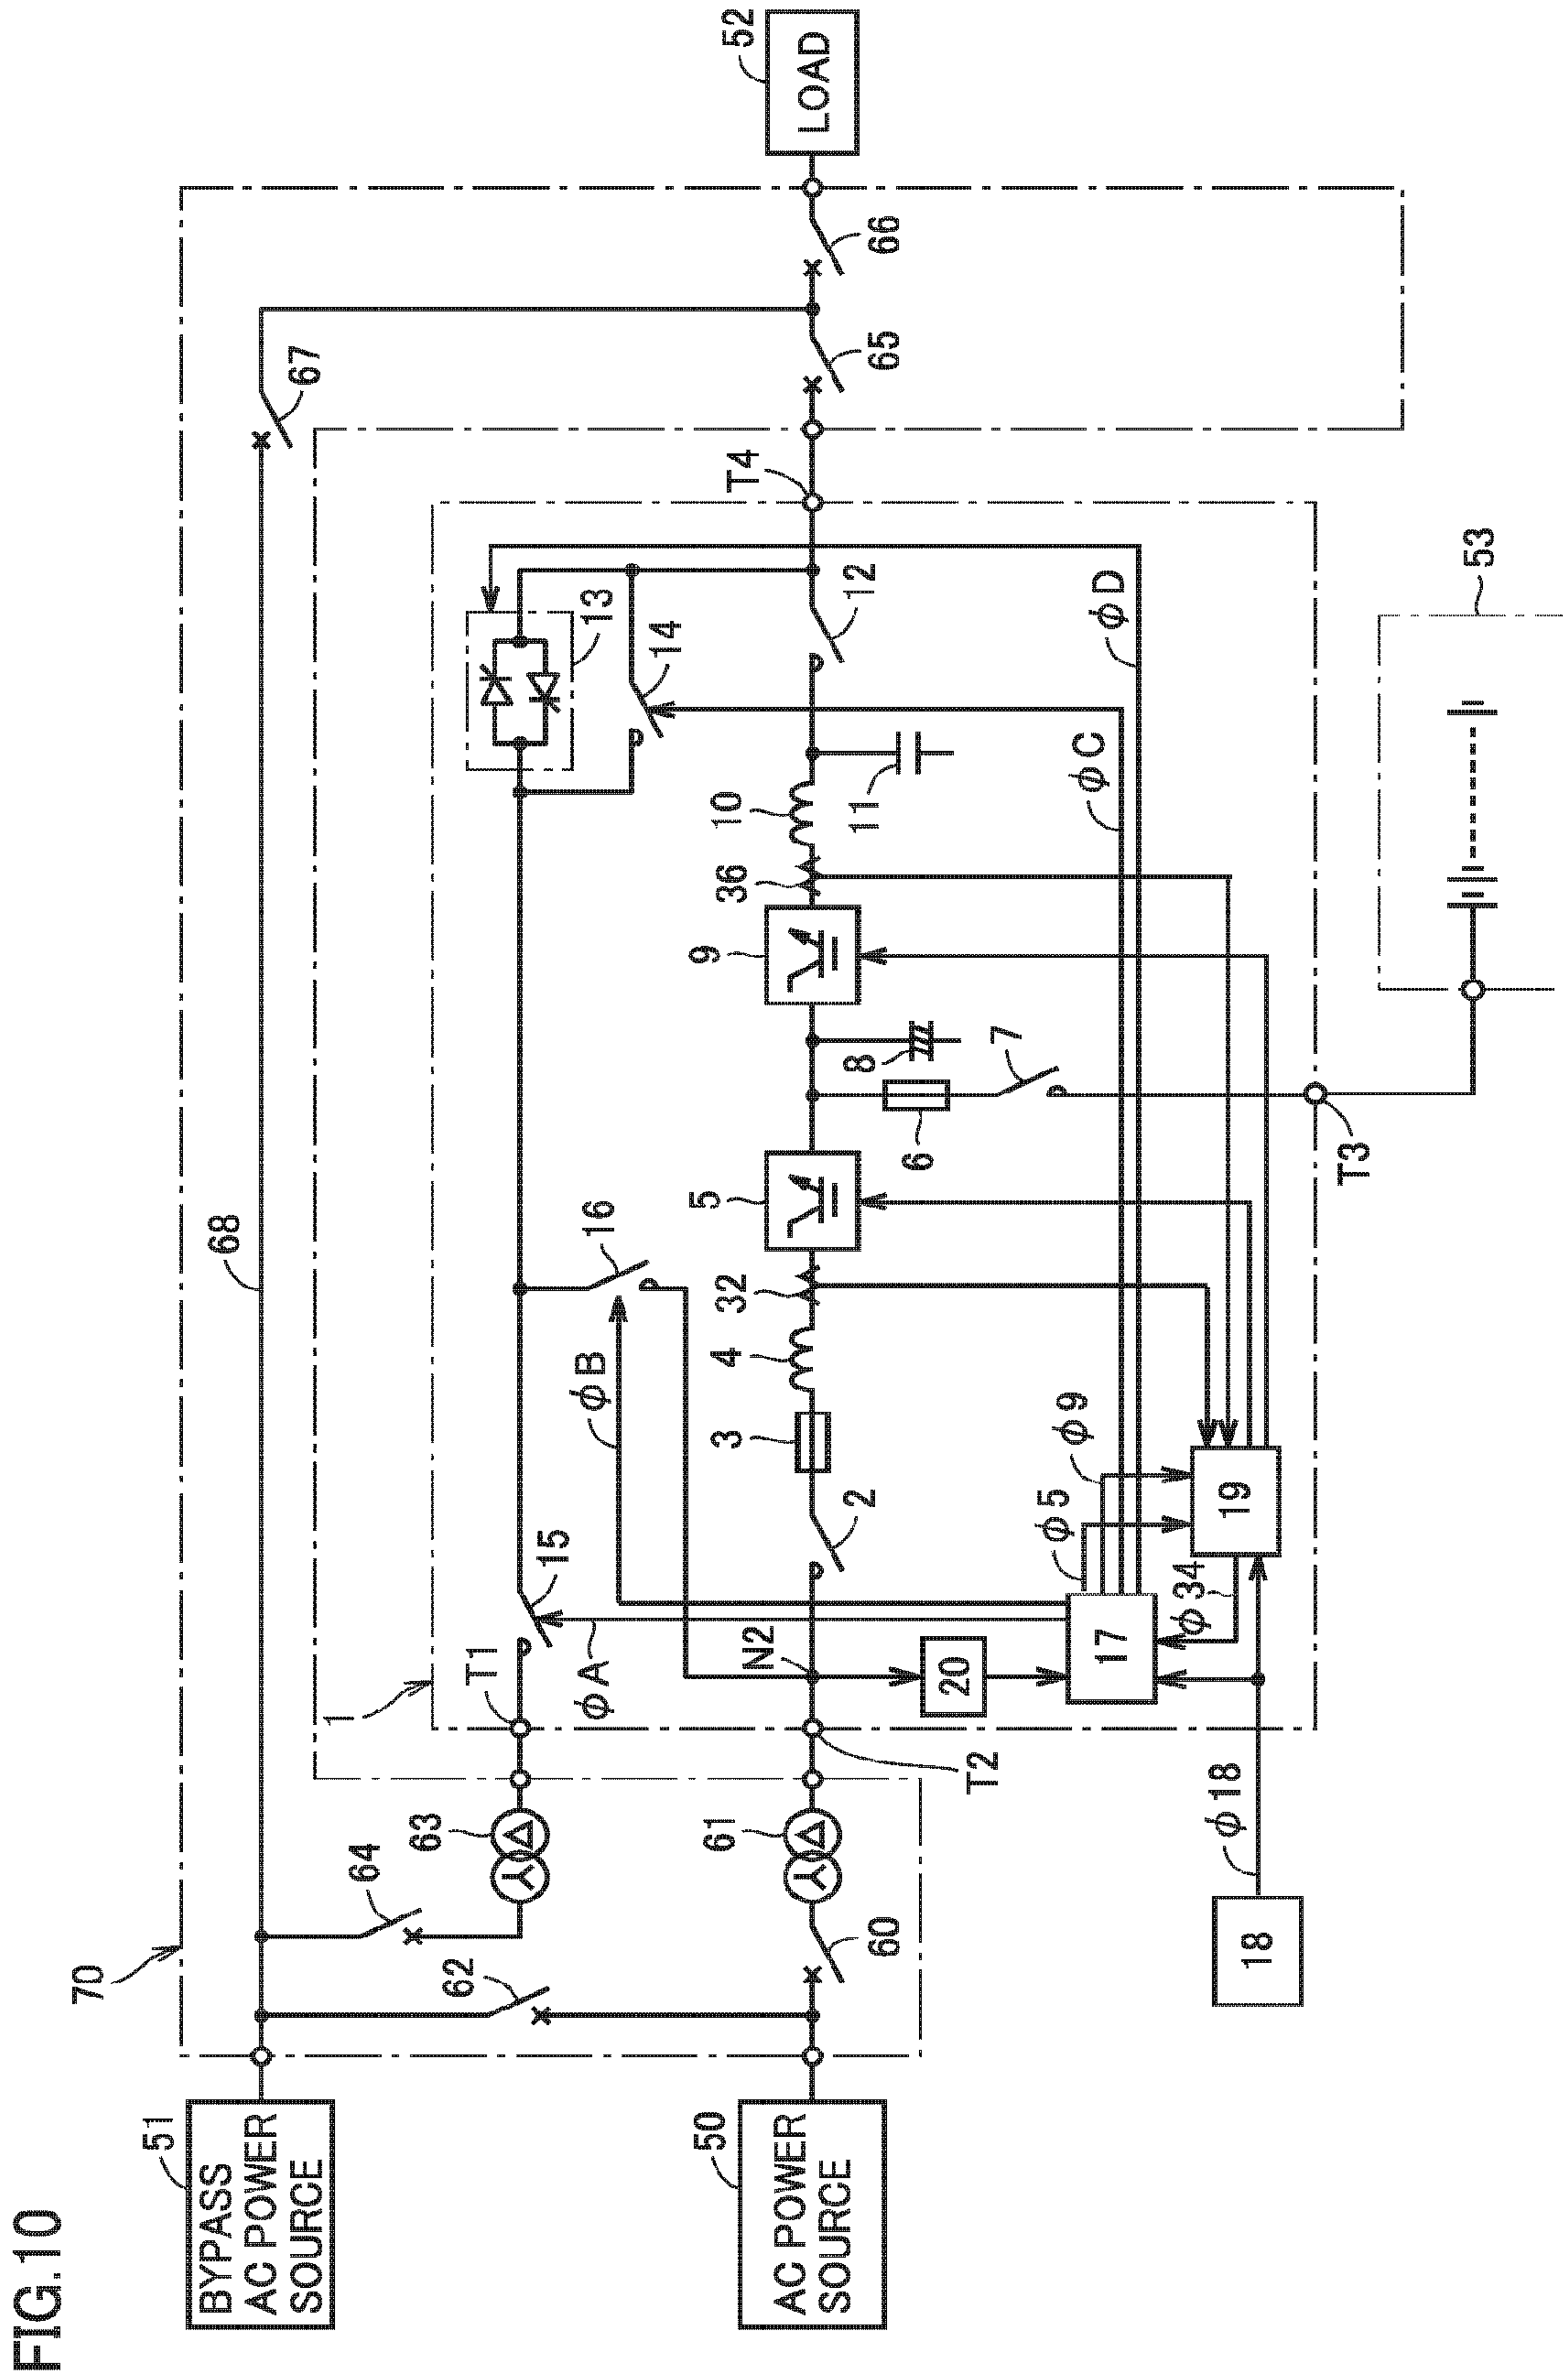 FIG.10
70
68
67
51
BYPASS
AC POWER
SOURCE
62
64
63
1
T1
15
φA
φB
16
13
14
T4
65
66
52
LOAD
50
AC POWER
SOURCE
60
61
T2
N2
2
3
4
32
5
6
7
8
9
36
10
11
12
20
17
φ5
φ9
φC
φD
φ34
19
18
φ18
T3
53